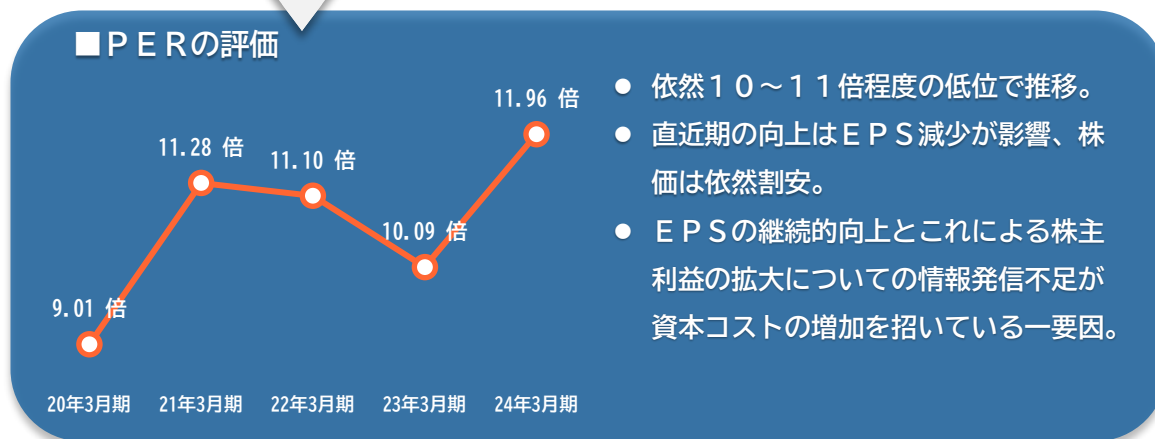 ■ＰＥＲの評価
11.96 倍
11.28 倍
11.10 倍
10.09 倍
9.01 倍
20年3月期
21年3月期
22年3月期
23年3月期
24年3月期
● 依然１０～１１倍程度の低位で推移。
● 直近期の向上はＥＰＳ減少が影響、株
価は依然割安。
● ＥＰＳの継続的向上とこれによる株主
利益の拡大についての情報発信不足が
資本コストの増加を招いている一要因。